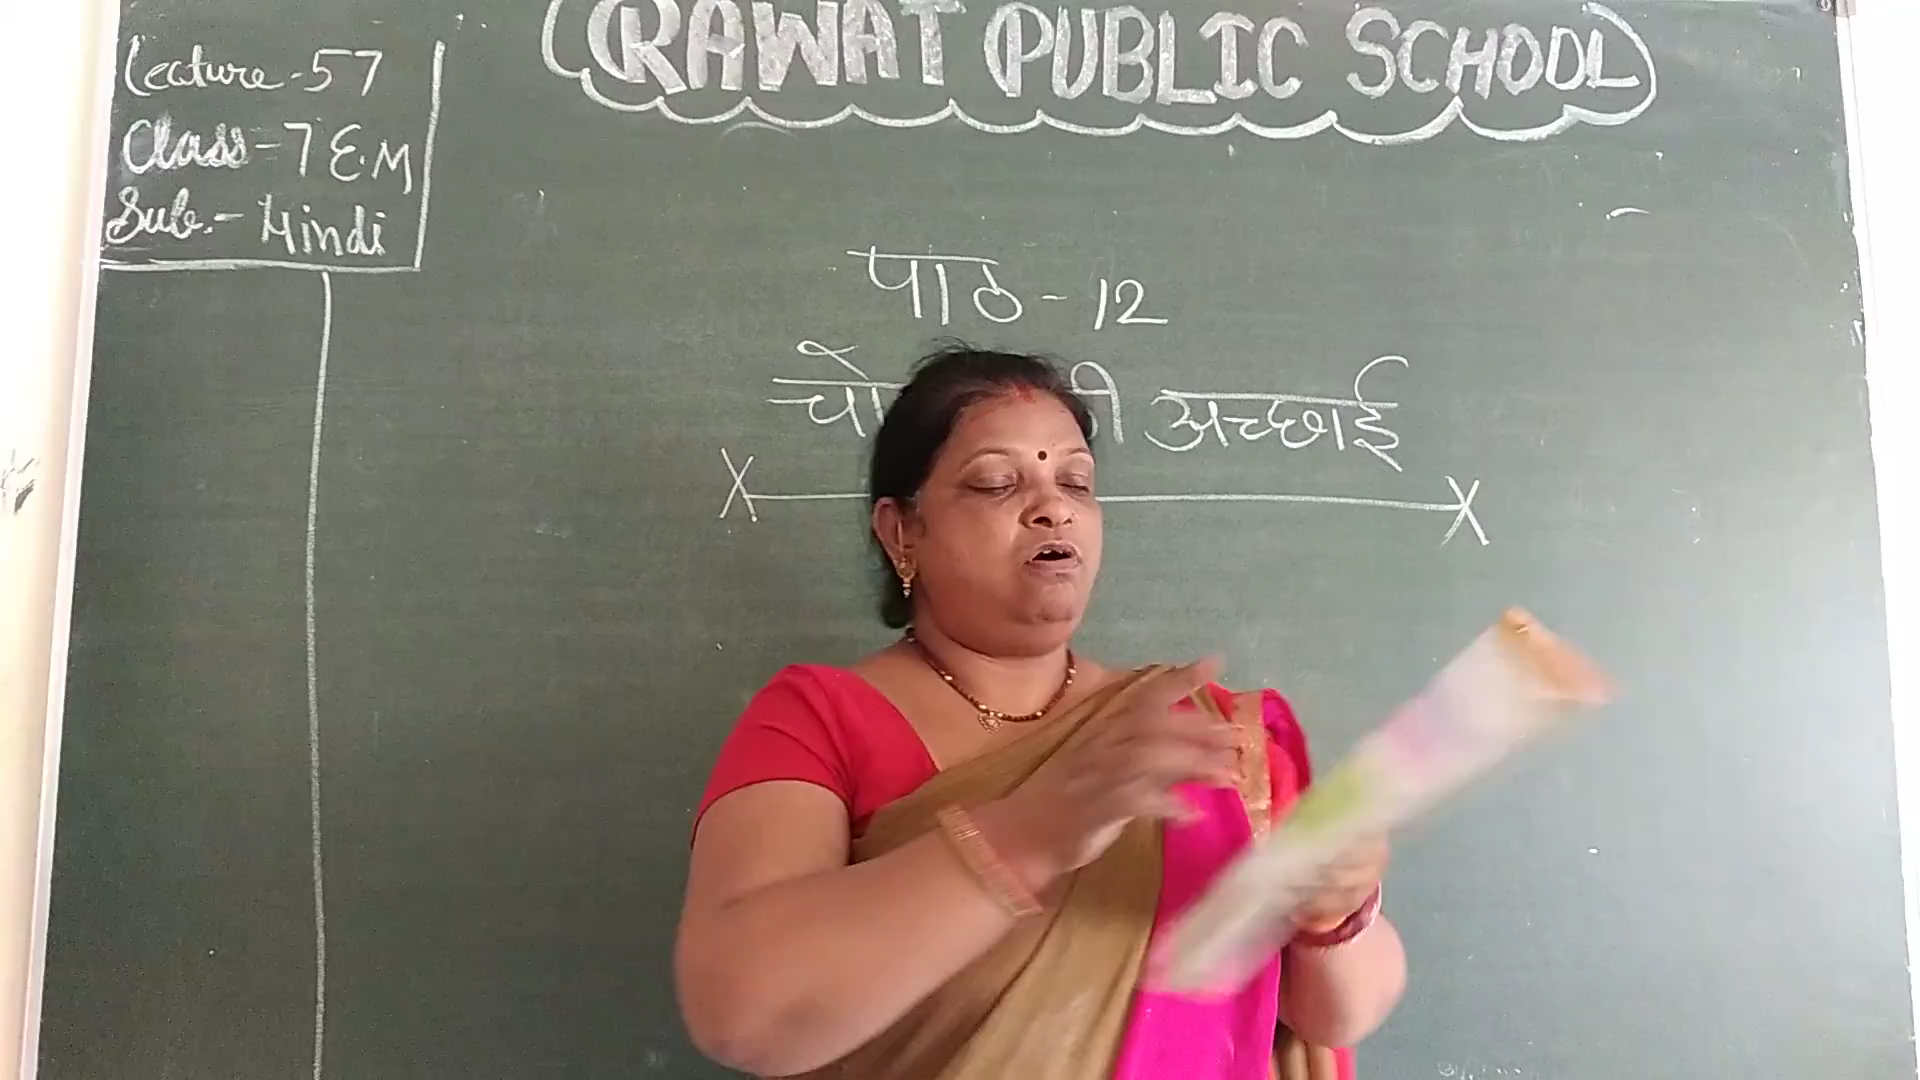 RAWAT PUBLIC SCHOOL
Lecture-57
Class-7 E.M
Sub.- Hindi
पाठ-12
अच्छाई